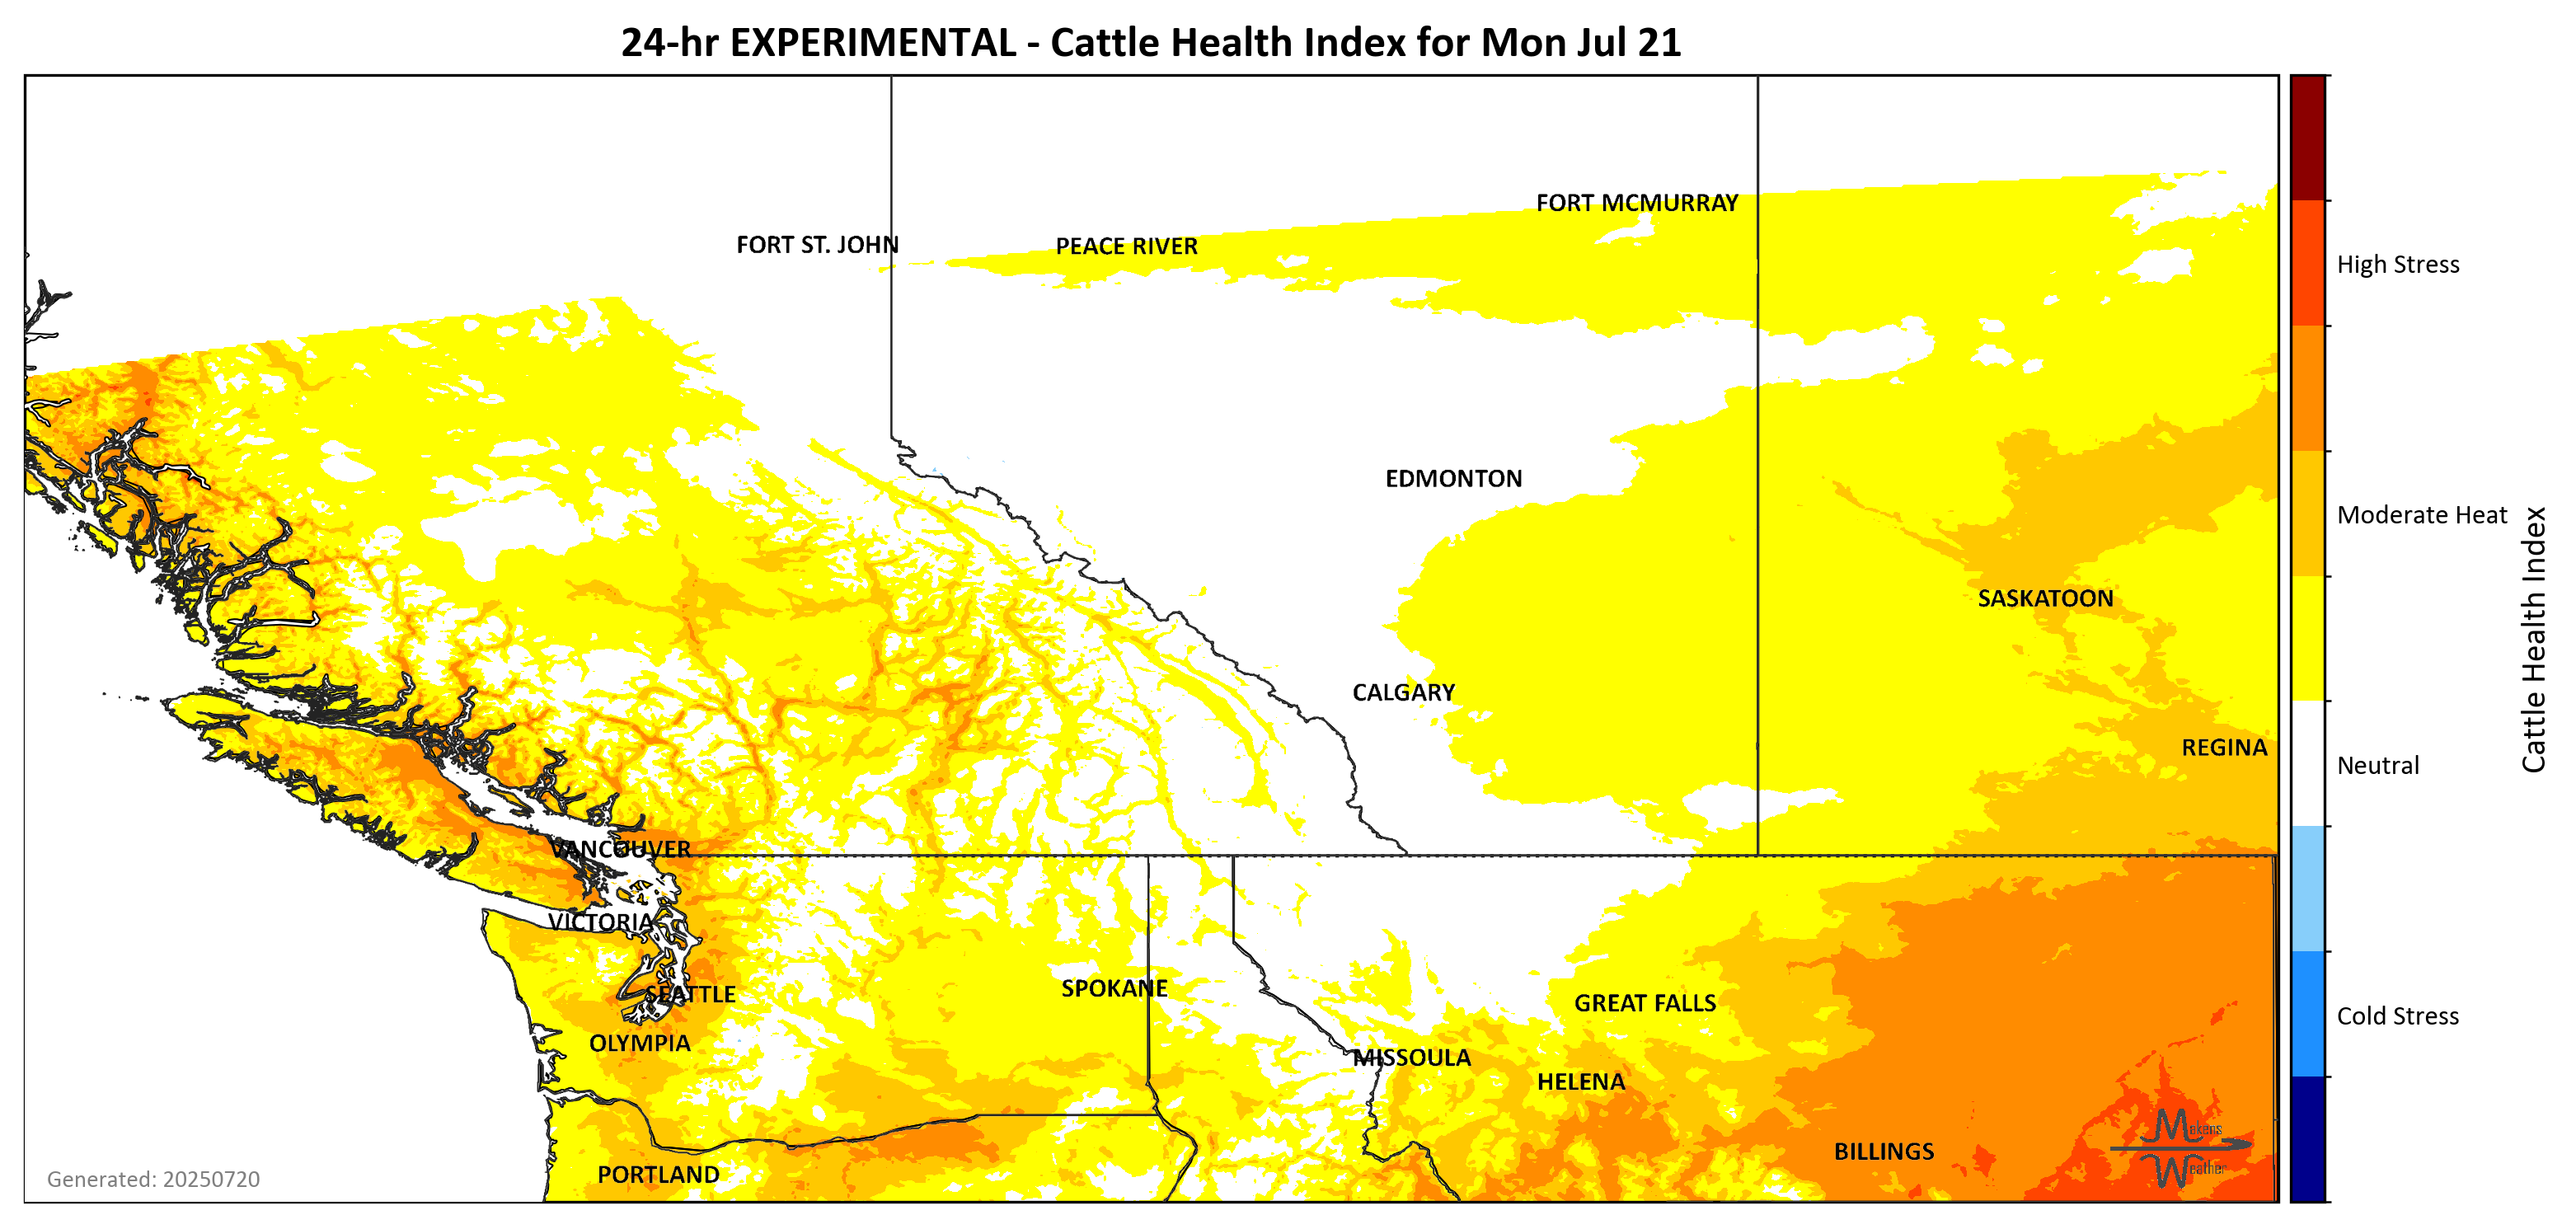 24-hr EXPERIMENTAL - Cattle Health Index for Mon Jul 21
FORT MCMURRAY
FORT ST. JOHN
PEACE RIVER
High Stress
EDMONTON
Moderate Heat
SASKATOON
Cattle Health Index
CALGARY
REGINA
Neutral
VANCOUVER
VICTORIA
SPOKANE
SEATTLE
GREAT FALLS
Cold Stress
OLYMPIA
MISSOULA
HELENA
Makens
Weather
BILLINGS
PORTLAND
Generated: 20250720